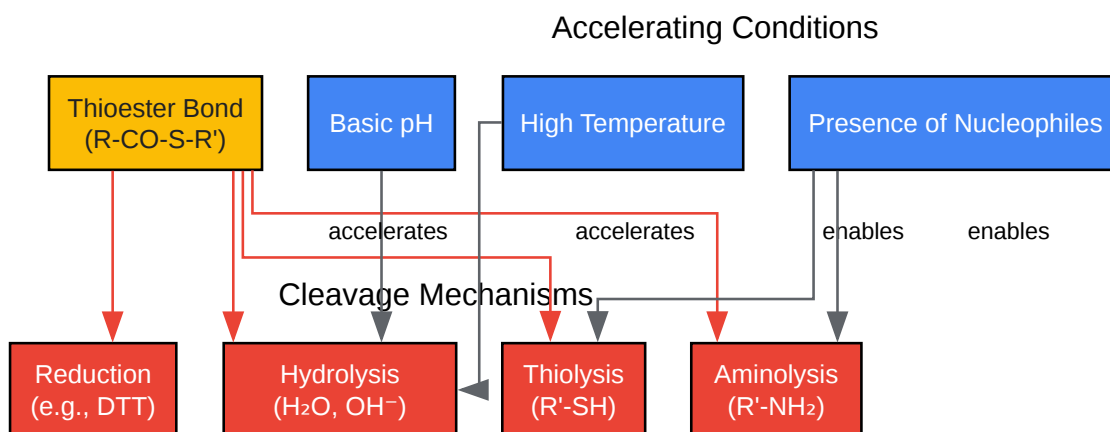 Accelerating Conditions
Thioester Bond
(R-CO-S-R')
Basic pH
High Temperature
Presence of Nucleophiles
accelerates
accelerates
enables
enables
Cleavage Mechanisms
Reduction
(e.g., DTT)
Hydrolysis
(H₂O, OH⁻)
Thiolysis
(R'-SH)
Aminolysis
(R'-NH₂)